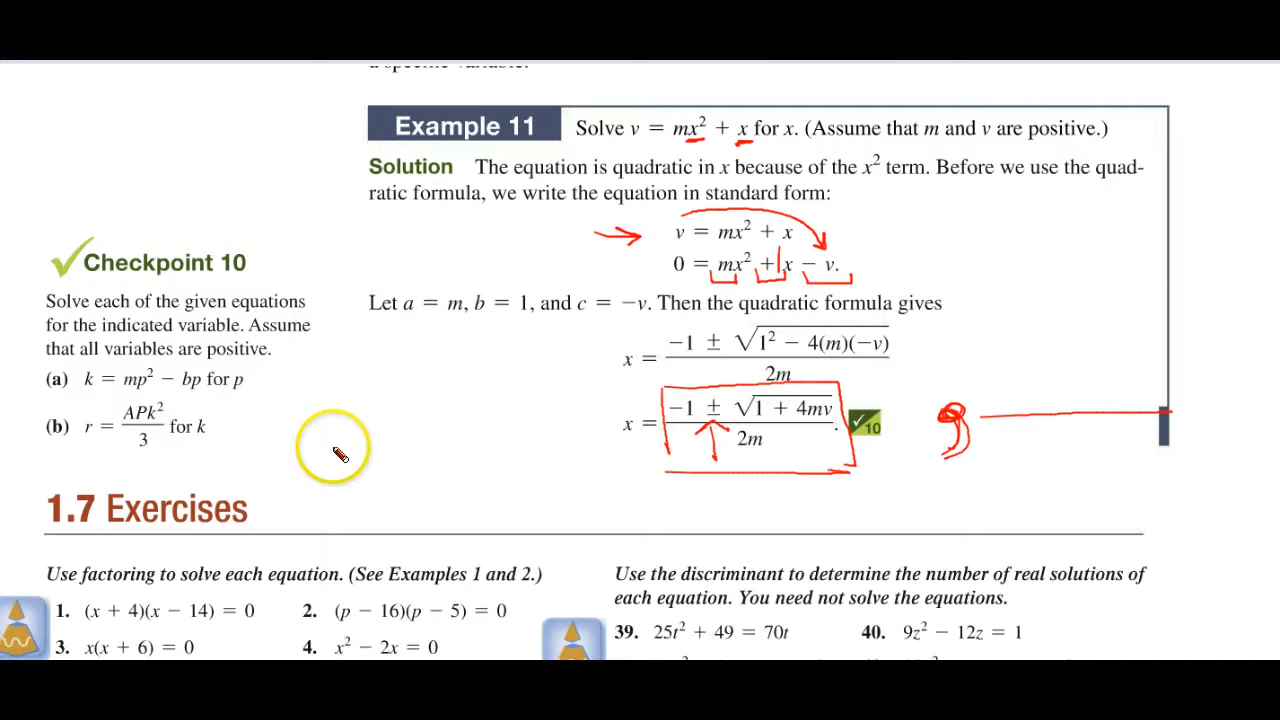 a specific variable.
Example 11 Solve v = mx² + x for x. (Assume that m and v are positive.)
Solution The equation is quadratic in x because of the x² term. Before we use the quad-
ratic formula, we write the equation in standard form:
v = mx² + x
0 = mx² + 1x − v.
Let a = m, b = 1, and c = −v. Then the quadratic formula gives
x = (−1 ± √(1² − 4(m)(−v))) / 2m
x = (−1 ± √(1 + 4mv)) / 2m.
10
Checkpoint 10
Solve each of the given equations
for the indicated variable. Assume
that all variables are positive.
(a) k = mp² − bp for p
(b) r = APk²/3 for k
1.7 Exercises
Use factoring to solve each equation. (See Examples 1 and 2.)
1. (x + 4)(x − 14) = 0 2. (p − 16)(p − 5) = 0
3. x(x + 6) = 0 4. x² − 2x = 0
Use the discriminant to determine the number of real solutions of
each equation. You need not solve the equations.
39. 25t² + 49 = 70t 40. 9z² − 12z = 1